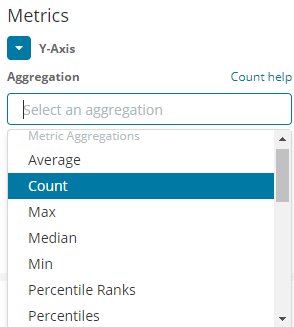 Metrics
Y-Axis
Aggregation Count help
Select an aggregation
Metric Aggregations
Average
Count
Max
Median
Min
Percentile Ranks
Percentiles